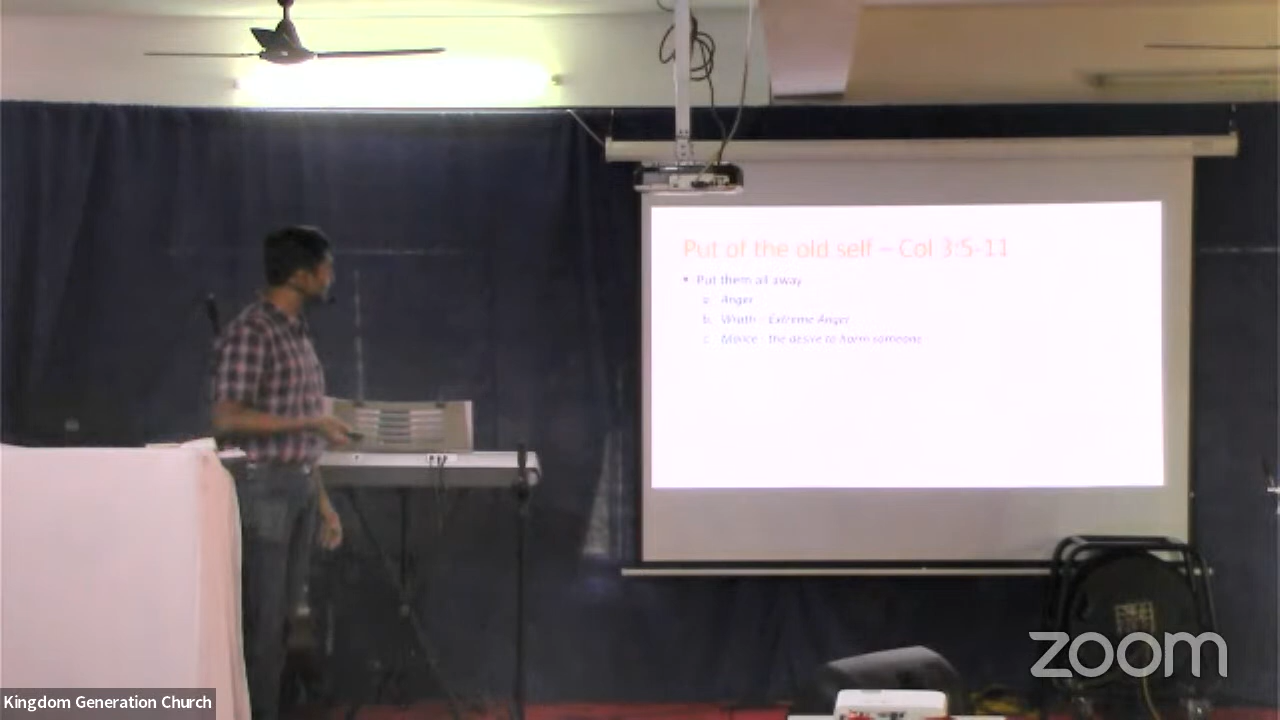 Put of the old self – Col 3:5-11
• Put them all away
a. Anger
b. Wrath - Extreme Anger
c. Malice - the desire to harm someone
zoom
Kingdom Generation Church